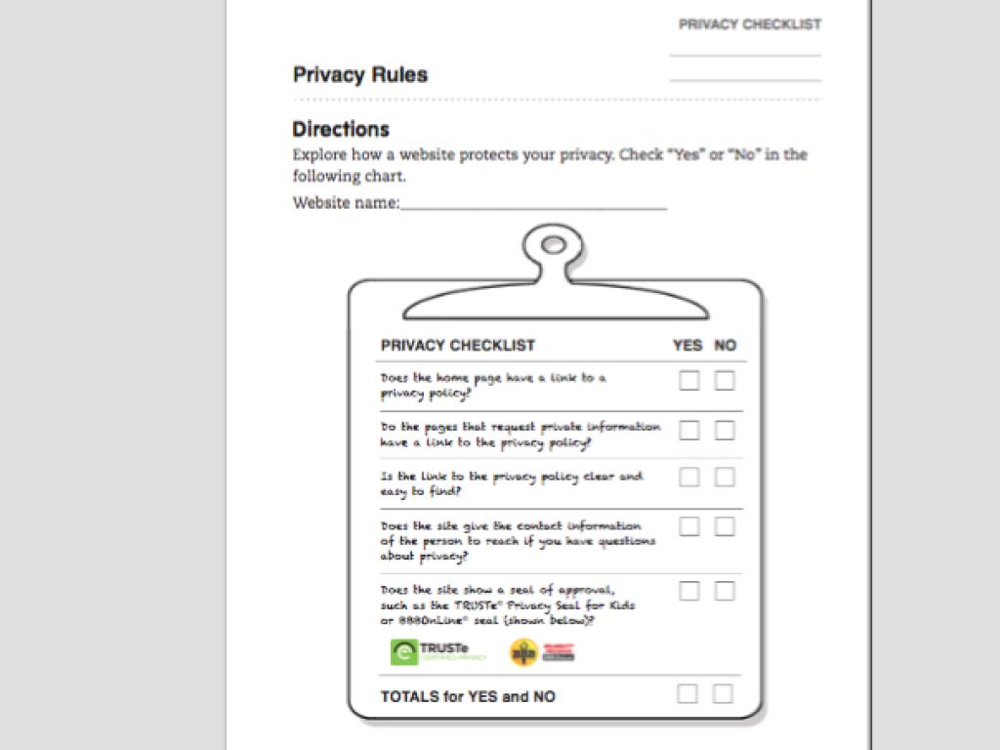 PRIVACY CHECKLIST
Privacy Rules
Directions
Explore how a website protects your privacy. Check “Yes” or “No” in the
following chart.
Website name:
PRIVACY CHECKLIST YES NO
Does the home page have a link to a
privacy policy?
Do the pages that request private information
have a link to the privacy policy?
Is the link to the privacy policy clear and
easy to find?
Does the site give the contact information
of the person to reach if you have questions
about privacy?
Does the site show a seal of approval,
such as the TRUSTe® Privacy Seal for Kids
or BBBOnLine® seal (shown below)?
TRUSTe
CERTIFIED PRIVACY
TOTALS for YES and NO